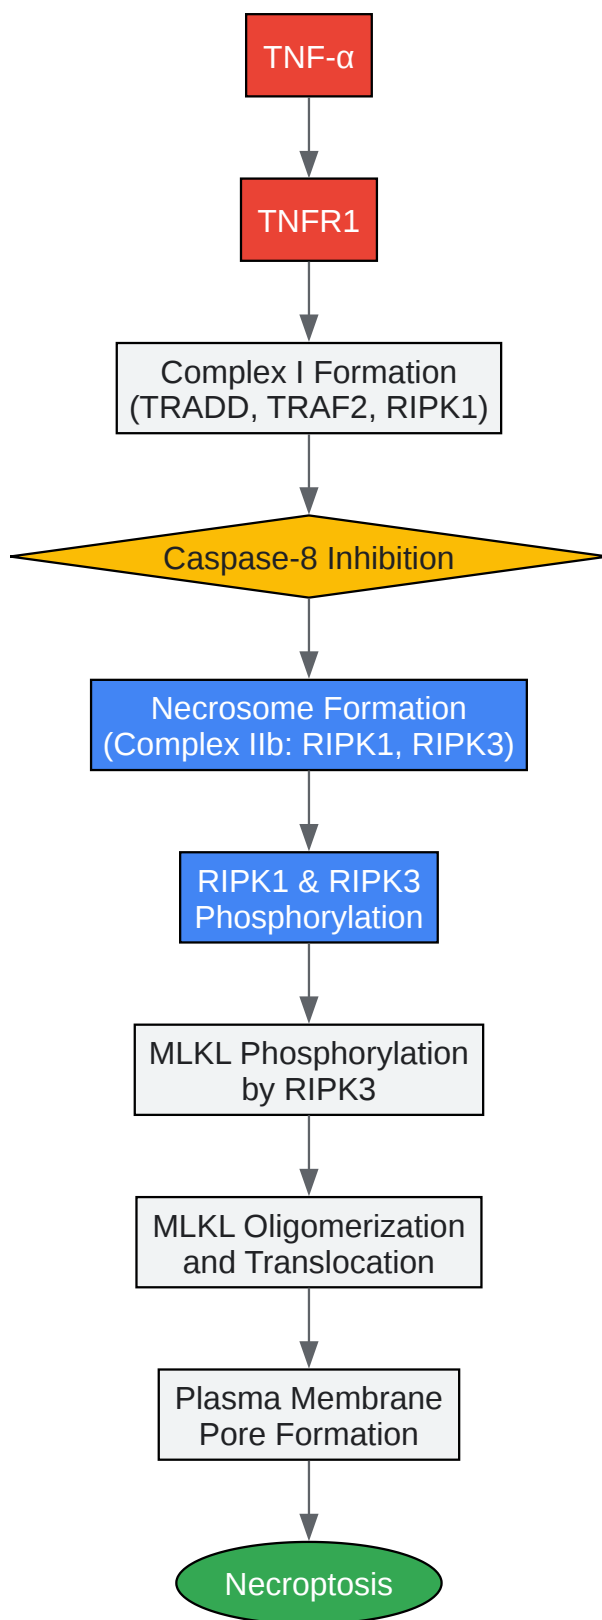 TNF-α
TNFR1
Complex I Formation
(TRADD, TRAF2, RIPK1)
Caspase-8 Inhibition
Necrosome Formation
(Complex IIb: RIPK1, RIPK3)
RIPK1 & RIPK3
Phosphorylation
MLKL Phosphorylation
by RIPK3
MLKL Oligomerization
and Translocation
Plasma Membrane
Pore Formation
Necroptosis